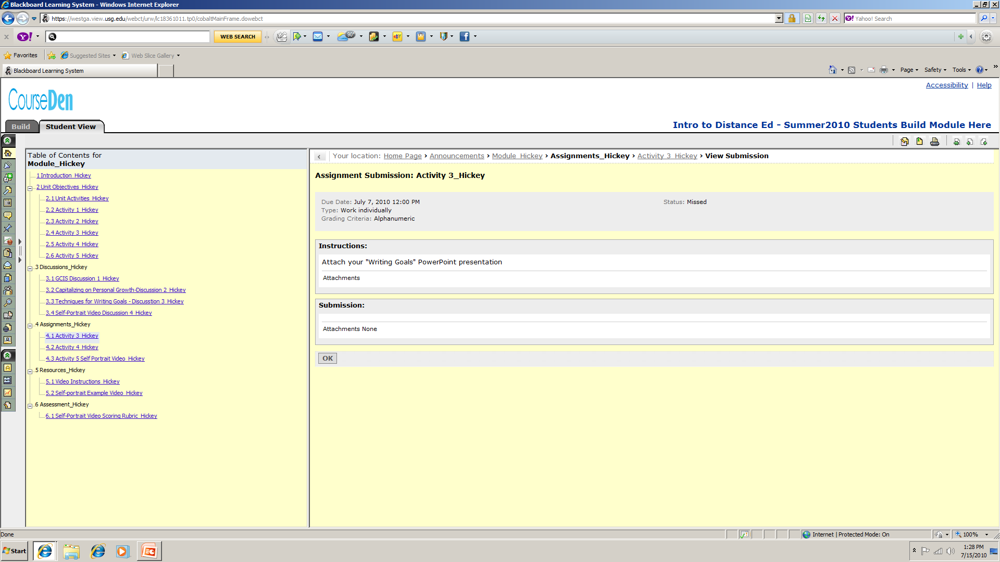 Blackboard Learning System - Windows Internet Explorer
https://westga.view.usg.edu/webct/urw/lc18361011.tp0/cobaltMainFrame.dowebct
Yahoo! Search
WEB SEARCH
90°
Favorites
Suggested Sites
Web Slice Gallery
Blackboard Learning System
Page
Safety
Tools
Accessibility | Help
CourseDen
Build
Student View
Intro to Distance Ed - Summer2010 Students Build Module Here
Table of Contents for
Module_Hickey
1 Introduction_Hickey
2 Unit Objectives_Hickey
2.1 Unit Activities_Hickey
2.2 Activity 1_Hickey
2.3 Activity 2_Hickey
2.4 Activity 3_Hickey
2.5 Activity 4_Hickey
2.6 Activity 5_Hickey
3 Discussions_Hickey
3.1 GCIS Discussion 1_Hickey
3.2 Capitalizing on Personal Growth-Discussion 2_Hickey
3.3 Techniques for Writing Goals - Discusstion 3_Hickey
3.4 Self-Portrait Video Discussion 4_Hickey
4 Assignments_Hickey
4.1 Activity 3_Hickey
4.2 Activity 4_Hickey
4.3 Activity 5 Self Portrait Video_Hickey
5 Resources_Hickey
5.1 Video Instructions_Hickey
5.2 Self-portrait Example Video_Hickey
6 Assessment_Hickey
6.1 Self-Portrait Video Scoring Rubric_Hickey
Your location: Home Page › Announcements › Module_Hickey › Assignments_Hickey › Activity 3_Hickey › View Submission
Assignment Submission: Activity 3_Hickey
Due Date: July 7, 2010 12:00 PM
Status: Missed
Type: Work individually
Grading Criteria: Alphanumeric
Instructions:
Attach your "Writing Goals" PowerPoint presentation
Attachments
Submission:
Attachments None
OK
Done
Internet | Protected Mode: On
100%
Start
1:28 PM
7/15/2010